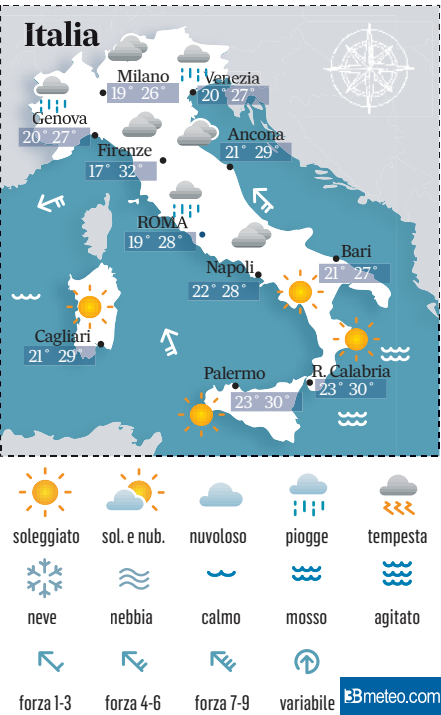 Italia
Milano
19° 26°
Venezia
20° 27°
Genova
20° 27°
Firenze
17° 32°
Ancona
21° 29°
ROMA
19° 28°
Napoli
22° 28°
Bari
21° 27°
Cagliari
21° 29
Palermo
23° 30°
R. Calabria
23° 30°
soleggiato sol. e nub. nuvoloso piogge tempesta
neve nebbia calmo mosso agitato
forza 1-3 forza 4-6 forza 7-9 variabile
3Bmeteo.com